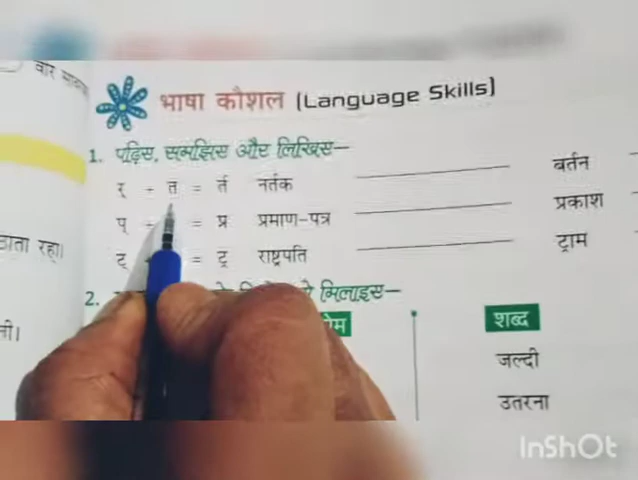 भाषा कौशल (Language Skills)
1. पढ़िए, समझिए और लिखिए—
र् + त = र्त नर्तक बर्तन
प् = प्र प्रमाण-पत्र प्रकाश
ट् = ट्र राष्ट्रपति ट्राम
2. मिलाइए—
शब्द
जल्दी
उतरना
रहा।
InShOt